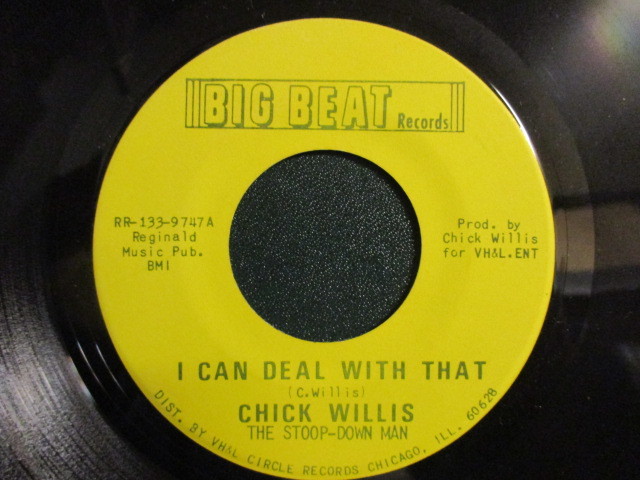 BIG BEAT Records
RR-133-9747A
Reginald
Music Pub.
BMI
Prod. by
Chick Willis
for VH&L.ENT
I CAN DEAL WITH THAT
(C.Willis)
CHICK WILLIS
THE STOOP-DOWN MAN
DIST. BY VH&L CIRCLE RECORDS CHICAGO, ILL. 60628